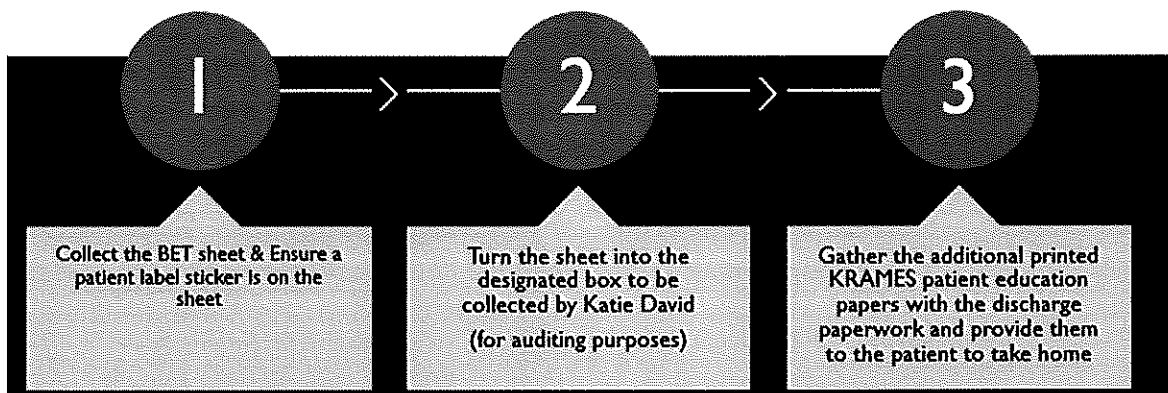 1
2
3
Collect the BET sheet & Ensure a
patient label sticker is on the
sheet
Turn the sheet into the
designated box to be
collected by Katie David
(for auditing purposes)
Gather the additional printed
KRAMES patient education
papers with the discharge
paperwork and provide them
to the patient to take home